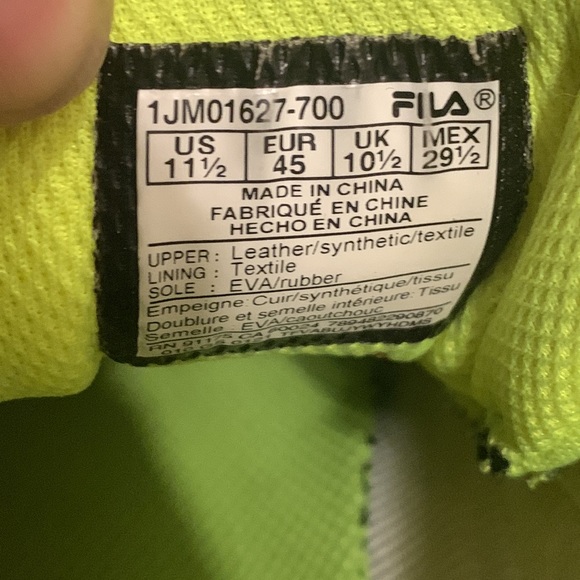 1JM01627-700 FILA®
US EUR UK MEX
11½ 45 10½ 29½
MADE IN CHINA
FABRIQUÉ EN CHINE
HECHO EN CHINA
UPPER : Leather/synthetic/textile
LINING : Textile
SOLE : EVA/rubber
Empeigne: Cuir/synthétique/tissu
Doublure et semelle intérieure: Tissu
Semelle EVA/caoutchouc
RN 91175